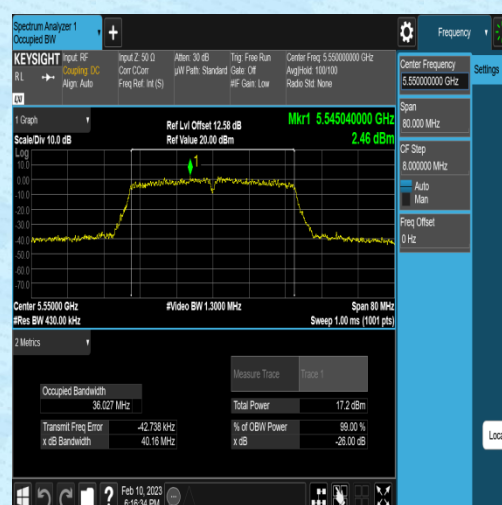 Spectrum Analyzer 1
Occupied BW
Frequency
KEYSIGHT
RL
Input: RF
Coupling: DC
Align: Auto
Input Z: 50 Ω
Corr CCorr
Freq Ref: Int (S)
Atten: 30 dB
µW Path: Standard
Trig: Free Run
Gate: Off
#IF Gain: Low
Center Freq: 5.550000000 GHz
Avg|Hold: 100/100
Radio Std: None
Center Frequency
5.550000000 GHz
Settings
Span
80.000 MHz
CF Step
8.000000 MHz
Auto
Man
Freq Offset
0 Hz
1 Graph
Scale/Div 10.0 dB
Ref Lvl Offset 12.58 dB
Ref Value 20.00 dBm
Mkr1 5.545040000 GHz
2.46 dBm
Log
10.0
0.00
-10.0
-20.0
-30.0
-40.0
-50.0
-60.0
-70.0
1
Center 5.55000 GHz
#Res BW 430.00 kHz
#Video BW 1.3000 MHz
Span 80 MHz
Sweep 1.00 ms (1001 pts)
2 Metrics
Measure Trace
Trace 1
Occupied Bandwidth
36.027 MHz
Total Power
17.2 dBm
Transmit Freq Error
-42.738 kHz
% of OBW Power
99.00 %
x dB Bandwidth
40.16 MHz
x dB
-26.00 dB
Loca
Feb 10, 2023
6:16:34 PM